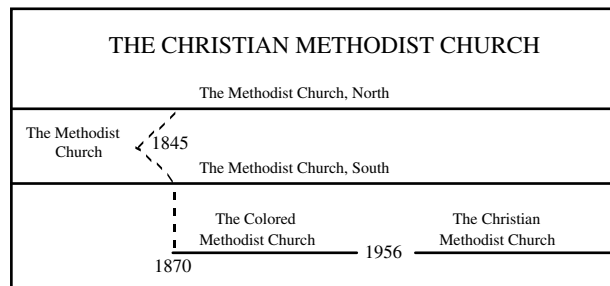 THE CHRISTIAN METHODIST CHURCH
The Methodist Church, North
The Methodist
Church
1845
The Methodist Church, South
The Colored
Methodist Church
1956
The Christian
Methodist Church
1870